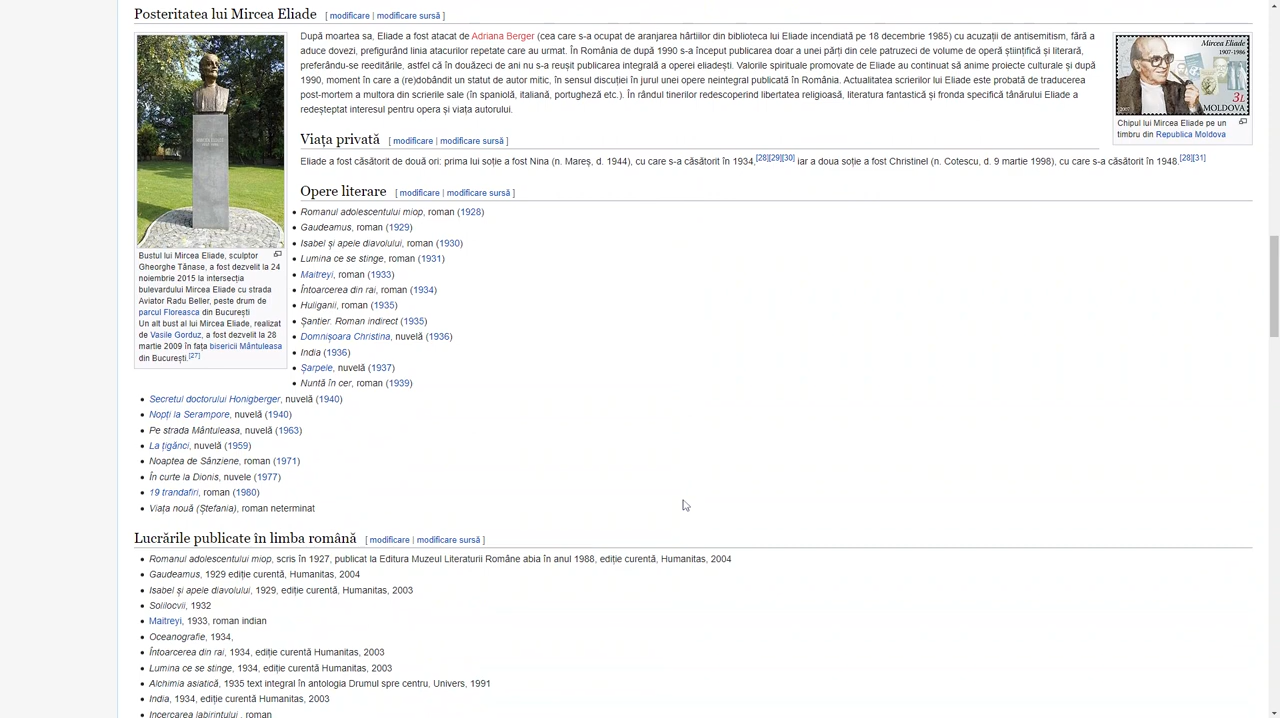 Posteritatea lui Mircea Eliade [ modificare | modificare sursă ]
După moartea sa, Eliade a fost atacat de Adriana Berger (cea care s-a ocupat de aranjarea hârtiilor din biblioteca lui Eliade incendiată pe 18 decembrie 1985) cu acuzații de antisemitism, fără a
aduce dovezi, prefigurând linia atacurilor repetate care au urmat. În România de după 1990 s-a început publicarea doar a unei părți din cele patruzeci de volume de operă științifică și literară,
preferându-se reeditările, astfel că în douăzeci de ani nu s-a reușit publicarea integrală a operei eliadești. Valorile spirituale promovate de Eliade au continuat să anime proiecte culturale și după
1990, moment în care a (re)dobândit un statut de autor mitic, în sensul discuției în jurul unei opere neintegral publicată în România. Actualitatea scrierilor lui Eliade este probată de traducerea
post-mortem a multora din scrierile sale (în spaniolă, italiană, portugheză etc.). În rândul tinerilor redescoperind libertatea religioasă, literatura fantastică și fronda specifică tânărului Eliade a
redeșteptat interesul pentru opera și viața autorului.
Mircea Eliade
1907-1986
3L
2007
MOLDOVA
Chipul lui Mircea Eliade pe un
timbru din Republica Moldova
Bustul lui Mircea Eliade, sculptor
Gheorghe Tănase, a fost dezvelit la 24
noiembrie 2015 la intersecția
bulevardului Mircea Eliade cu strada
Aviator Radu Beller, peste drum de
parcul Floreasca din București
Un alt bust al lui Mircea Eliade, realizat
de Vasile Gorduz, a fost dezvelit la 28
martie 2009 în fața bisericii Mântuleasa
din București.[27]
Viața privată [ modificare | modificare sursă ]
Eliade a fost căsătorit de două ori: prima lui soție a fost Nina (n. Mareș, d. 1944), cu care s-a căsătorit în 1934,[28][29][30] iar a doua soție a fost Christinel (n. Cotescu, d. 9 martie 1998), cu care s-a căsătorit în 1948.[28][31]
Opere literare [ modificare | modificare sursă ]
Romanul adolescentului miop, roman (1928)
Gaudeamus, roman (1929)
Isabel și apele diavolului, roman (1930)
Lumina ce se stinge, roman (1931)
Maitreyi, roman (1933)
Întoarcerea din rai, roman (1934)
Huliganii, roman (1935)
Șantier. Roman indirect (1935)
Domnișoara Christina, nuvelă (1936)
India (1936)
Șarpele, nuvelă (1937)
Nuntă în cer, roman (1939)
Secretul doctorului Honigberger, nuvelă (1940)
Nopți la Serampore, nuvelă (1940)
Pe strada Mântuleasa, nuvelă (1963)
La țigănci, nuvelă (1959)
Noaptea de Sânziene, roman (1971)
În curte la Dionis, nuvele (1977)
19 trandafiri, roman (1980)
Viața nouă (Ștefania), roman neterminat
Lucrările publicate în limba română [ modificare | modificare sursă ]
Romanul adolescentului miop, scris în 1927, publicat la Editura Muzeul Literaturii Române abia în anul 1988, ediție curentă, Humanitas, 2004
Gaudeamus, 1929 ediție curentă, Humanitas, 2004
Isabel și apele diavolului, 1929, ediție curentă, Humanitas, 2003
Solilocvii, 1932
Maitreyi, 1933, roman indian
Oceanografie, 1934,
Întoarcerea din rai, 1934, ediție curentă Humanitas, 2003
Lumina ce se stinge, 1934, ediție curentă Humanitas, 2003
Alchimia asiatică, 1935 text integral în antologia Drumul spre centru, Univers, 1991
India, 1934, ediție curentă Humanitas, 2003
Incercarea labirintului , roman